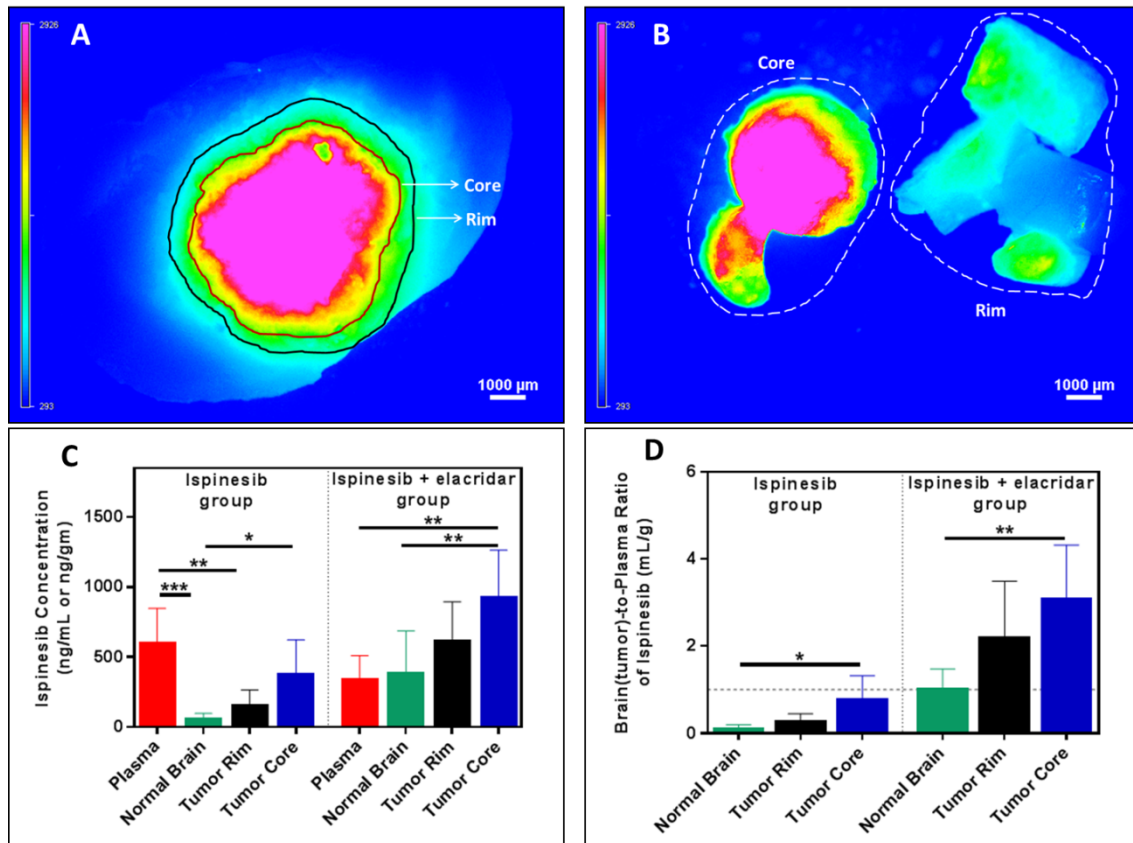 2926
A
Core
Rim
293
1000 µm
2926
B
Core
Rim
293
1000 µm
C
Ispinesib Concentration
(ng/mL or ng/gm)
1500
1000
500
0
Ispinesib
group
Ispinesib + elacridar
group
*
**
***
**
**
Plasma
Normal Brain
Tumor Rim
Tumor Core
Plasma
Normal Brain
Tumor Rim
Tumor Core
D
Brain(tumor)-to-Plasma Ratio
of Ispinesib (mL/g)
6
4
2
0
Ispinesib
group
Ispinesib + elacridar
group
*
**
Normal Brain
Tumor Rim
Tumor Core
Normal Brain
Tumor Rim
Tumor Core